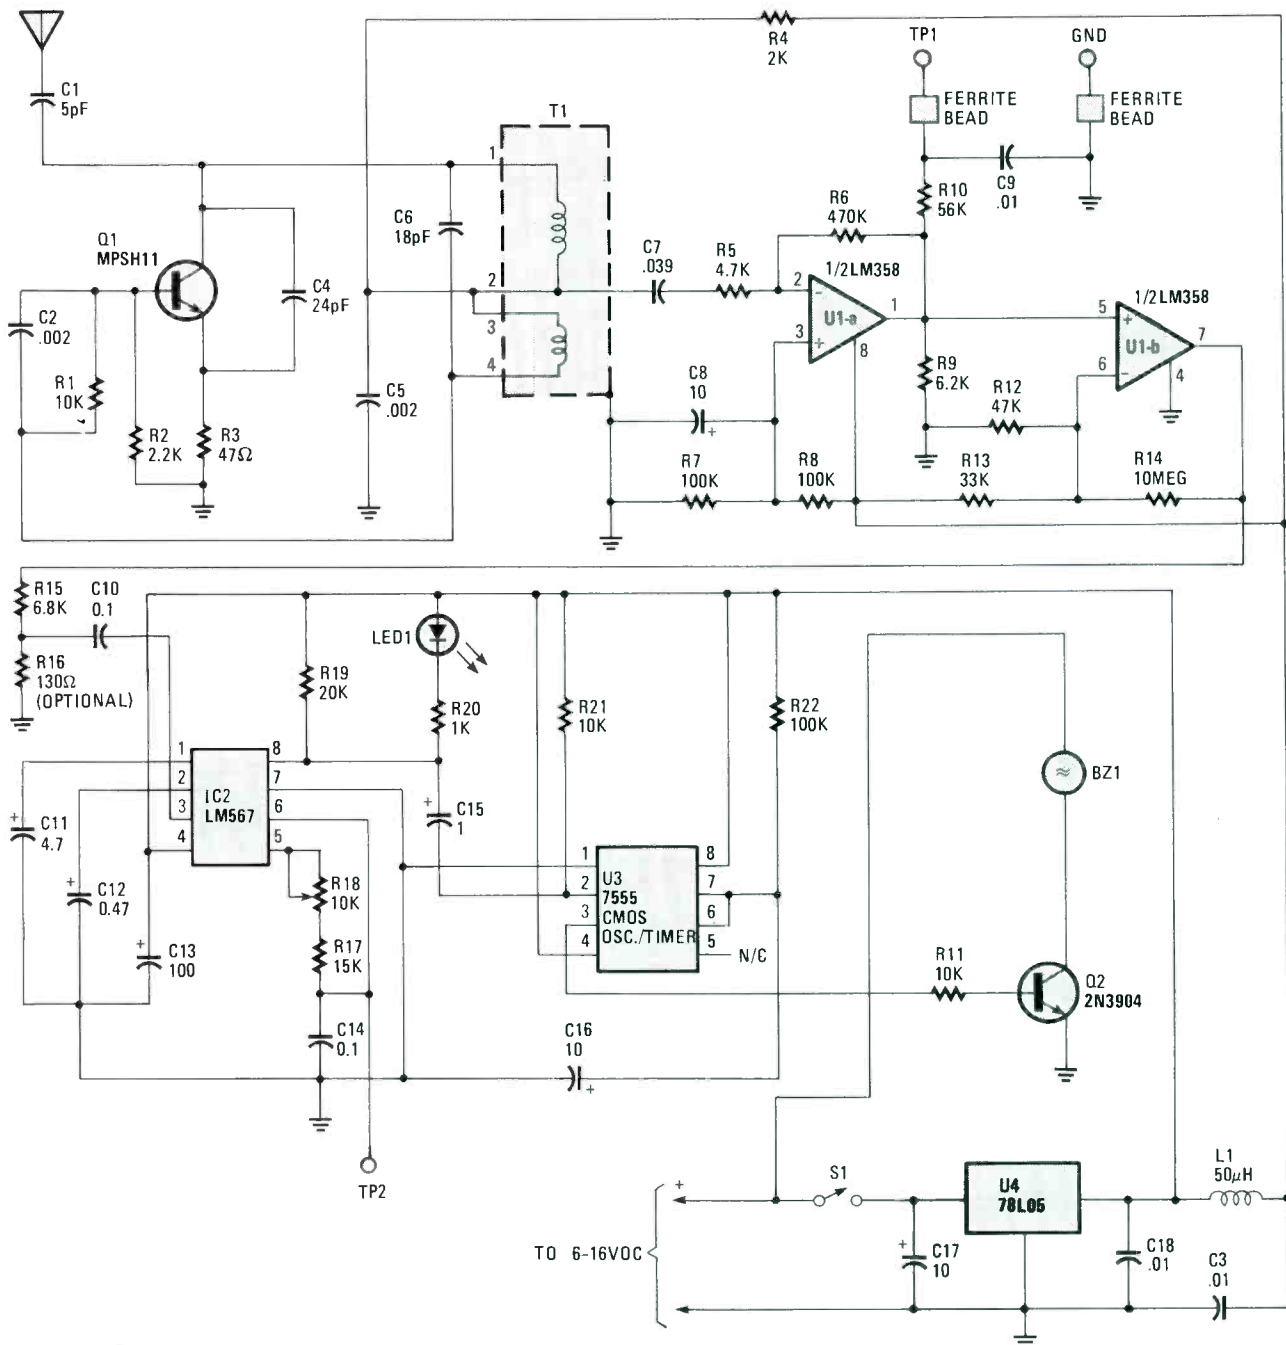 R4
2K
TP1
GND
C1
5pF
FERRITE
BEAD
FERRITE
BEAD
T1
1
R10
56K
C9
.01
R6
470K
C6
18pF
Q1
MPSH11
C7
.039
R5
4.7K
1/2LM358
1/2LM358
C4
24pF
2
2
-
U1-a
1
5
+
U1-b
7
C2
.002
3
3
+
8
6
-
4
4
R9
6.2K
R1
10K
C5
.002
C8
10
+
R12
47K
R2
2.2K
R3
47Ω
R7
100K
R8
100K
R13
33K
R14
10MEG
R15
6.8K
C10
0.1
LED1
R16
130Ω
(OPTIONAL)
R19
20K
R20
1K
R21
10K
R22
100K
1
8
2
7
3
6
4
5
IC2
LM567
BZ1
+
C11
4.7
+
C15
1
+
C12
0.47
R18
10K
1
8
2
7
3
6
4
5
U3
7555
CMOS
OSC./TIMER
N/C
+
C13
100
R17
15K
R11
10K
Q2
2N3904
C14
0.1
C16
10
+
TP2
+
S1
U4
78L05
L1
50μH
TO 6-16VOC
+
C17
10
C18
.01
C3
.01